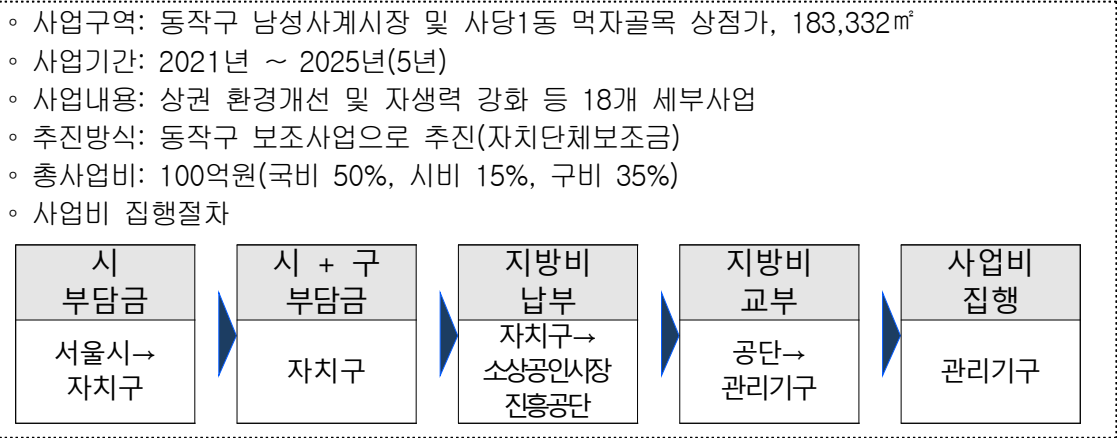 ◦ 사업구역: 동작구 남성사계시장 및 사당1동 먹자골목 상점가, 183,332㎡
◦ 사업기간: 2021년 ~ 2025년(5년)
◦ 사업내용: 상권 환경개선 및 자생력 강화 등 18개 세부사업
◦ 추진방식: 동작구 보조사업으로 추진(자치단체보조금)
◦ 총사업비: 100억원(국비 50%, 시비 15%, 구비 35%)
◦ 사업비 집행절차
시
부담금
서울시→
자치구
시 + 구
부담금
자치구
지방비
납부
자치구→
소상공인시장
진흥공단
지방비
교부
공단→
관리기구
사업비
집행
관리기구